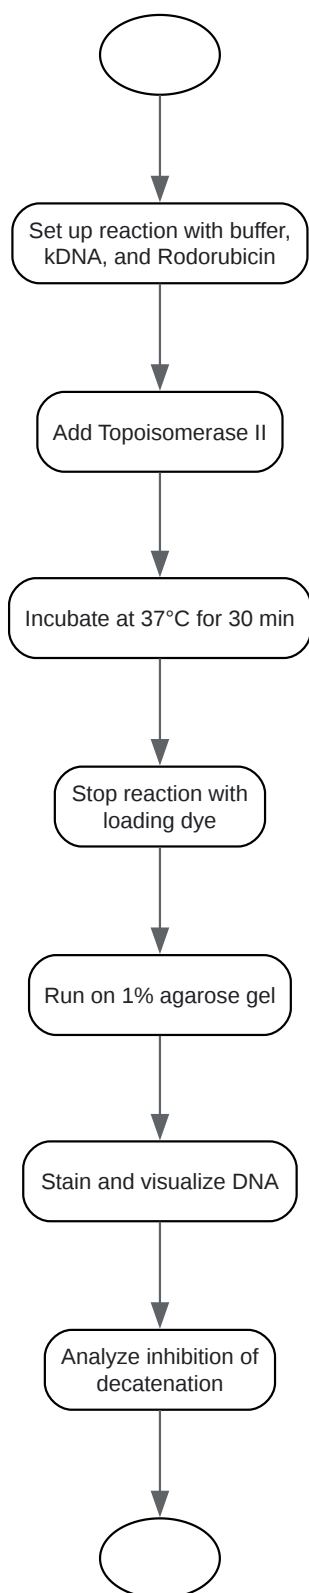 Set up reaction with buffer,
kDNA, and Rodorubicin
Add Topoisomerase II
Incubate at 37°C for 30 min
Stop reaction with
loading dye
Run on 1% agarose gel
Stain and visualize DNA
Analyze inhibition of
decatenation